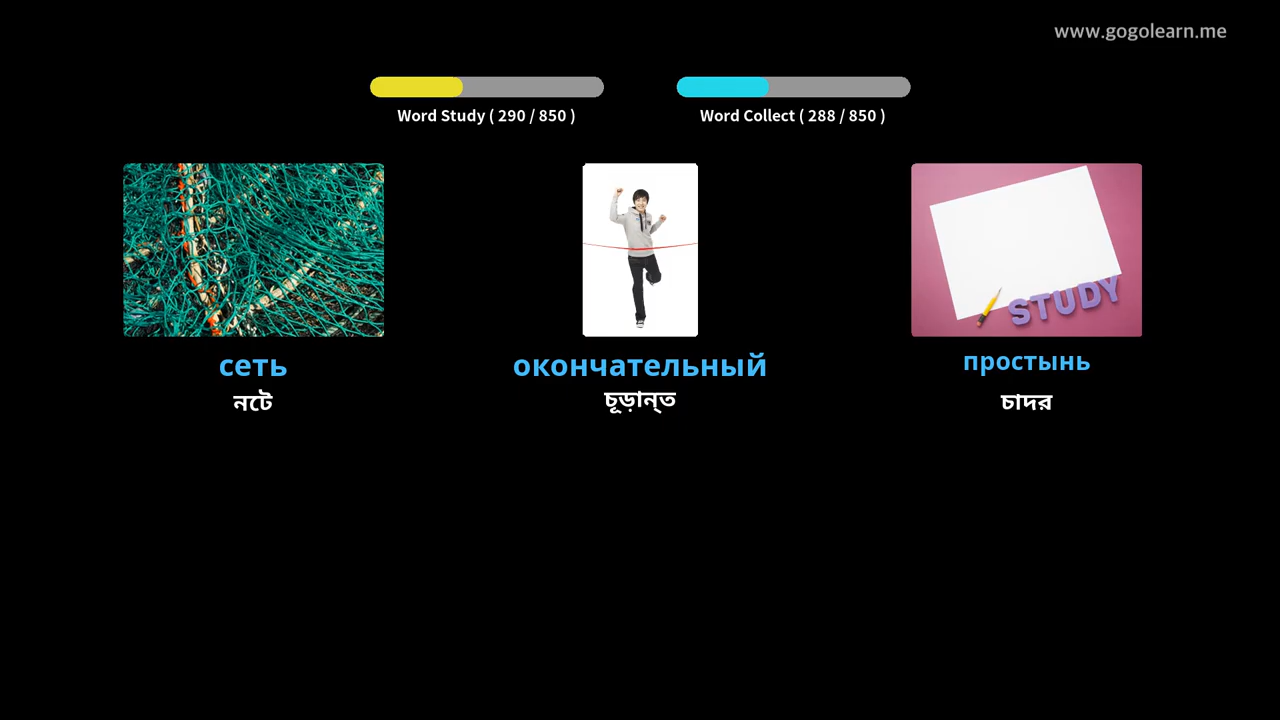 www.gogolearn.me
Word Study ( 290 / 850 )
Word Collect ( 288 / 850 )
STUDY
сеть
окончательный
простынь
নটে
চূড়ান্ত
চাদর